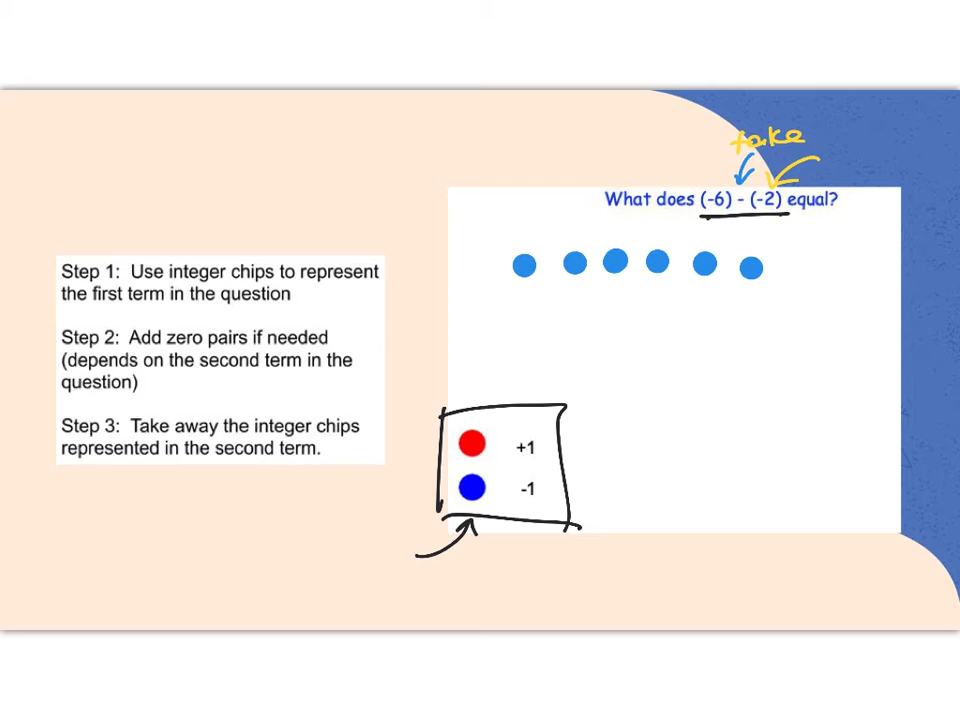 take
What does (-6) - (-2) equal?
Step 1: Use integer chips to represent
the first term in the question
Step 2: Add zero pairs if needed
(depends on the second term in the
question)
Step 3: Take away the integer chips
represented in the second term.
+1
-1